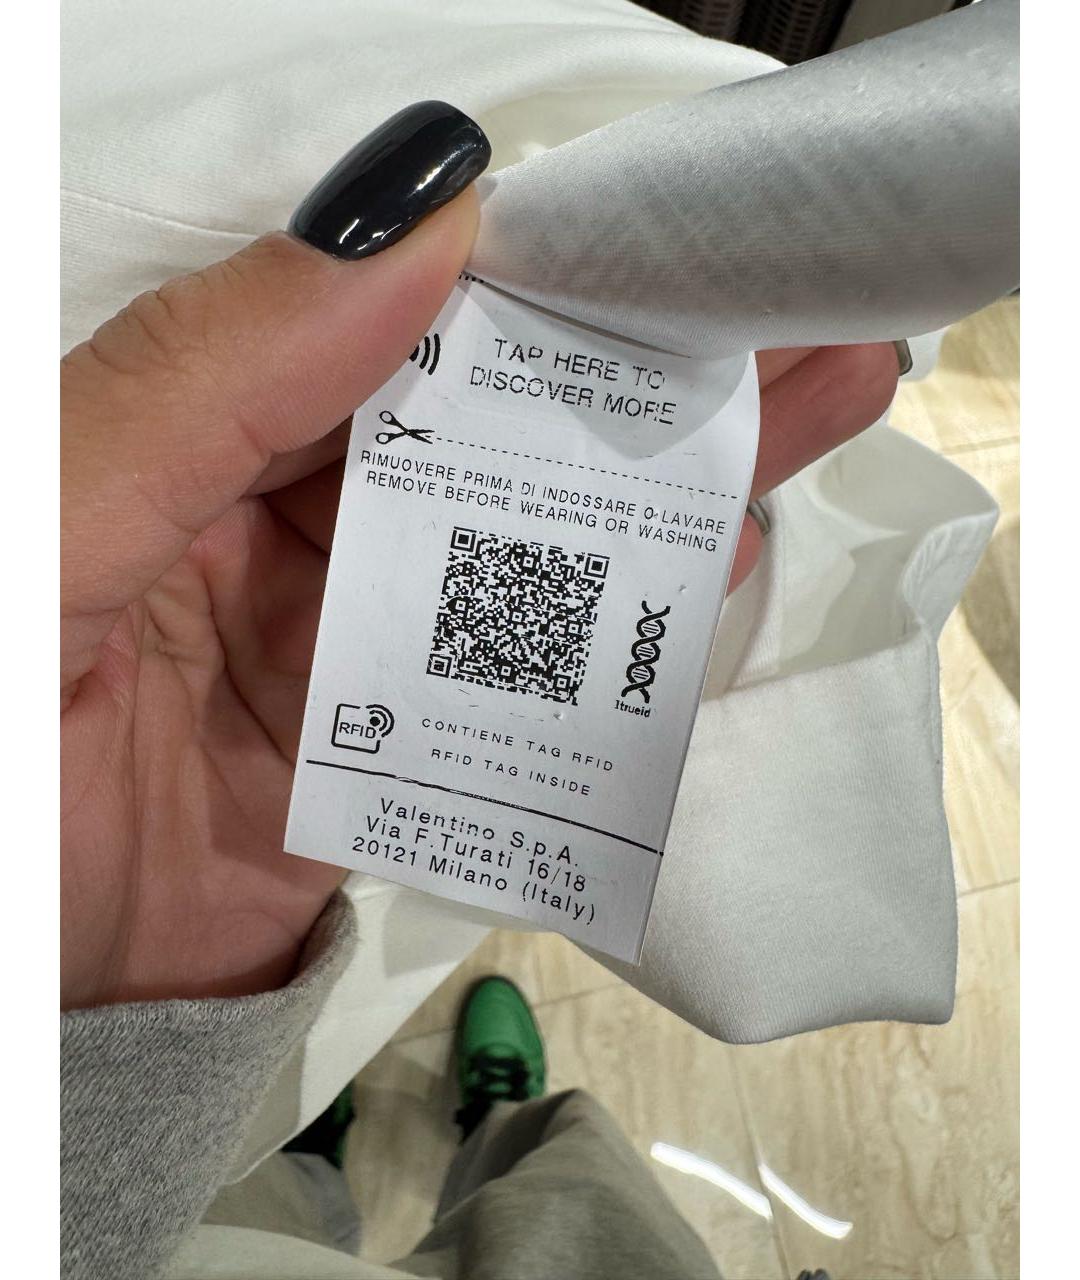 TAP HERE TO
DISCOVER MORE
RIMUOVERE PRIMA DI INDOSSARE O LAVARE
REMOVE BEFORE WEARING OR WASHING
1trueid
RFID
CONTIENE TAG RFID
RFID TAG INSIDE
Valentino S.p.A.
Via F.Turati 16/18
20121 Milano (Italy)